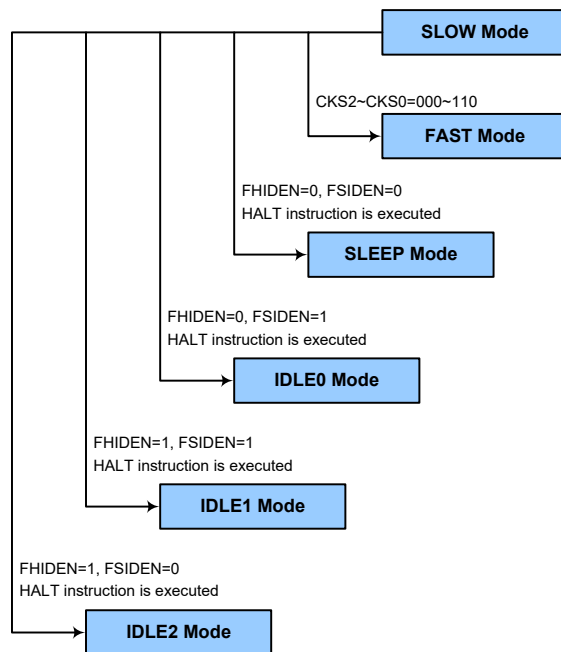 SLOW Mode
CKS2~CKS0=000~110
FAST Mode
FHIDEN=0, FSIDEN=0
HALT instruction is executed
SLEEP Mode
FHIDEN=0, FSIDEN=1
HALT instruction is executed
IDLE0 Mode
FHIDEN=1, FSIDEN=1
HALT instruction is executed
IDLE1 Mode
FHIDEN=1, FSIDEN=0
HALT instruction is executed
IDLE2 Mode